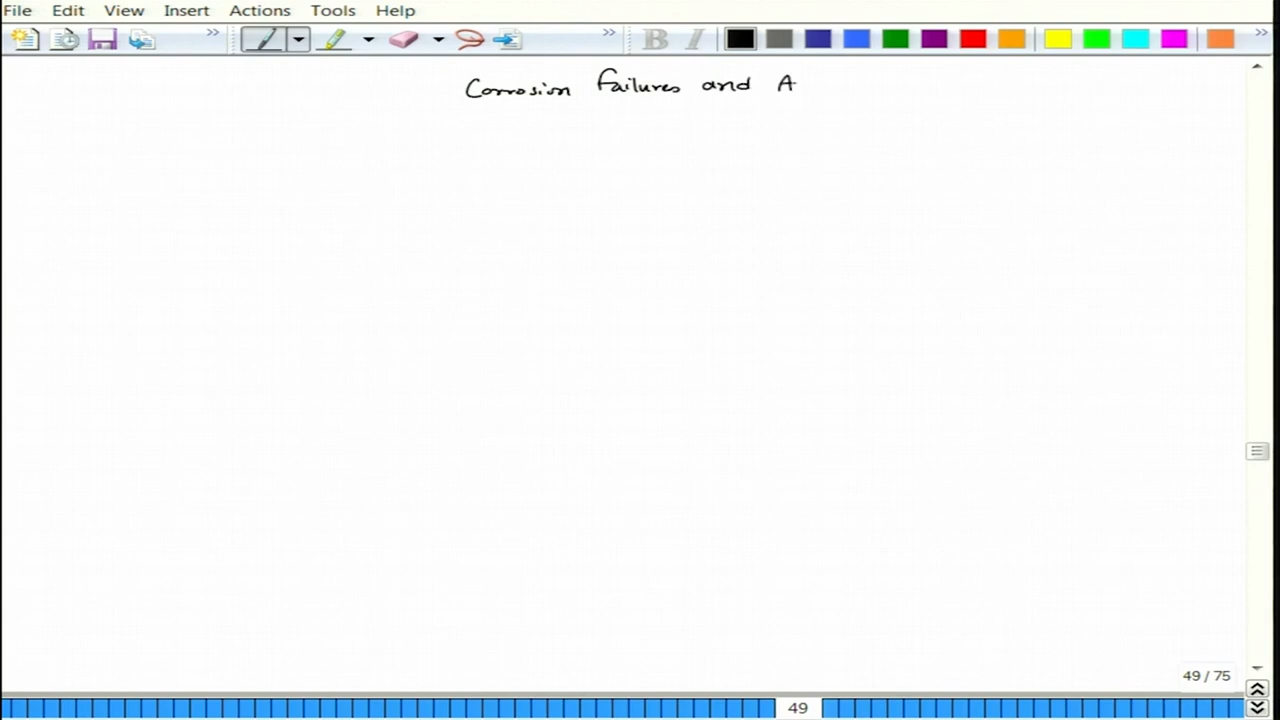 File Edit View Insert Actions Tools Help
B I
Corrosion Failures and A
49 / 75
49